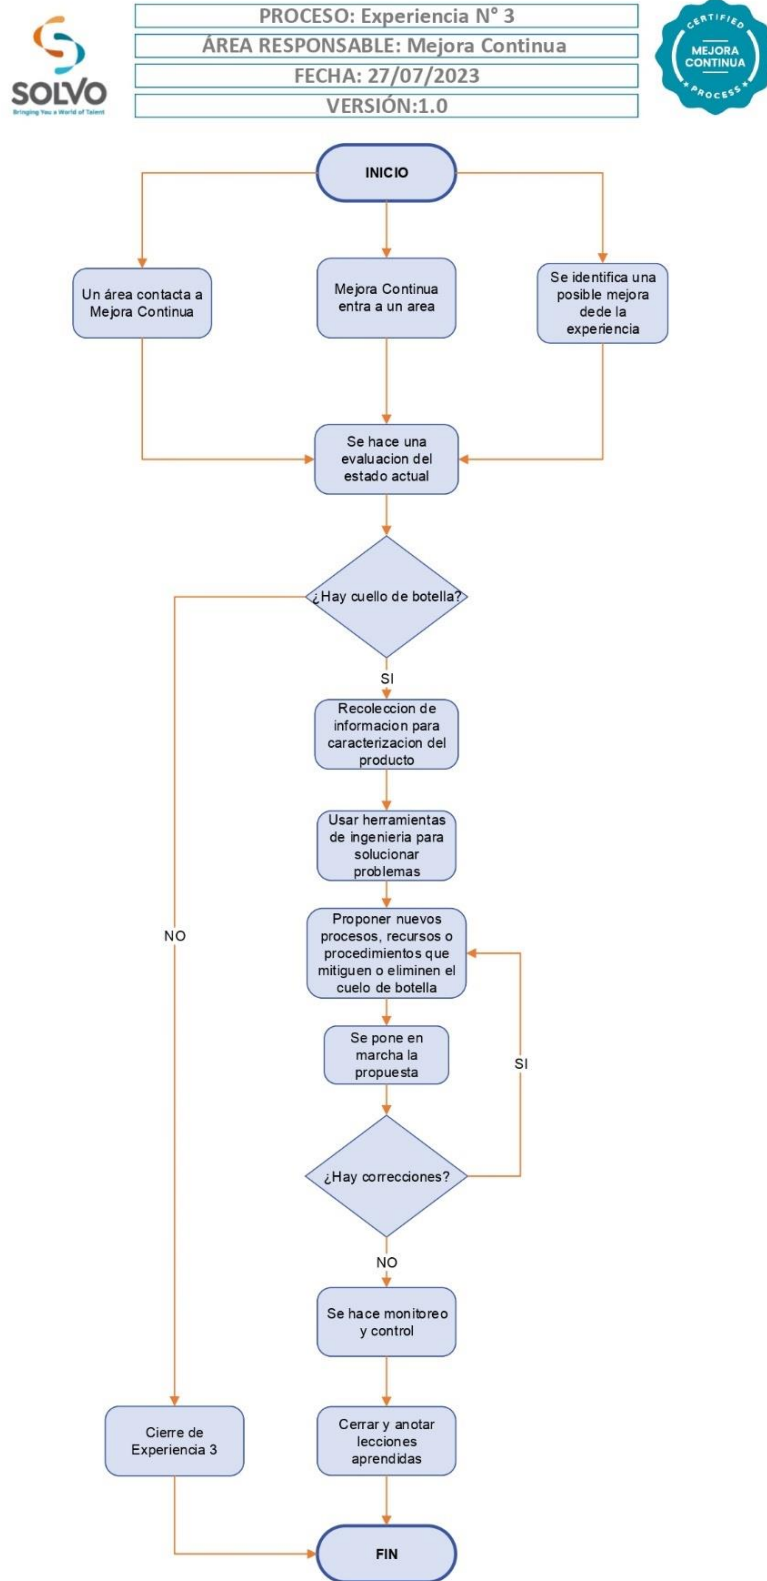 SOLVO
Bringing You a World of Talent
PROCESO: Experiencia N° 3
ÁREA RESPONSABLE: Mejora Continua
FECHA: 27/07/2023
VERSIÓN:1.0
CERTIFIED
MEJORA
CONTINUA
PROCESS
INICIO
Un área contacta a
Mejora Continua
Mejora Continua
entra a un area
Se identifica una
posible mejora
dede la
experiencia
Se hace una
evaluacion del
estado actual
¿Hay cuello de botella?
SI
Recoleccion de
informacion para
caracterizacion del
producto
Usar herramientas
de ingenieria para
solucionar
problemas
NO
Proponer nuevos
procesos, recursos o
procedimientos que
mitiguen o eliminen el
cuelo de botella
Se pone en
marcha la
propuesta
SI
¿Hay correcciones?
NO
Se hace monitoreo
y control
Cierre de
Experiencia 3
Cerrar y anotar
lecciones
aprendidas
FIN